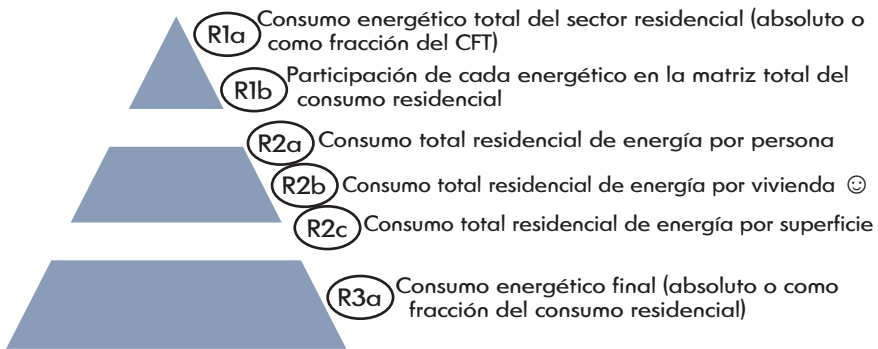 R1a Consumo energético total del sector residencial (absoluto o
como fracción del CFT)
R1b Participación de cada energético en la matriz total del
consumo residencial
R2a Consumo total residencial de energía por persona
R2b Consumo total residencial de energía por vivienda ☺
R2c Consumo total residencial de energía por superficie
R3a Consumo energético final (absoluto o como
fracción del consumo residencial)